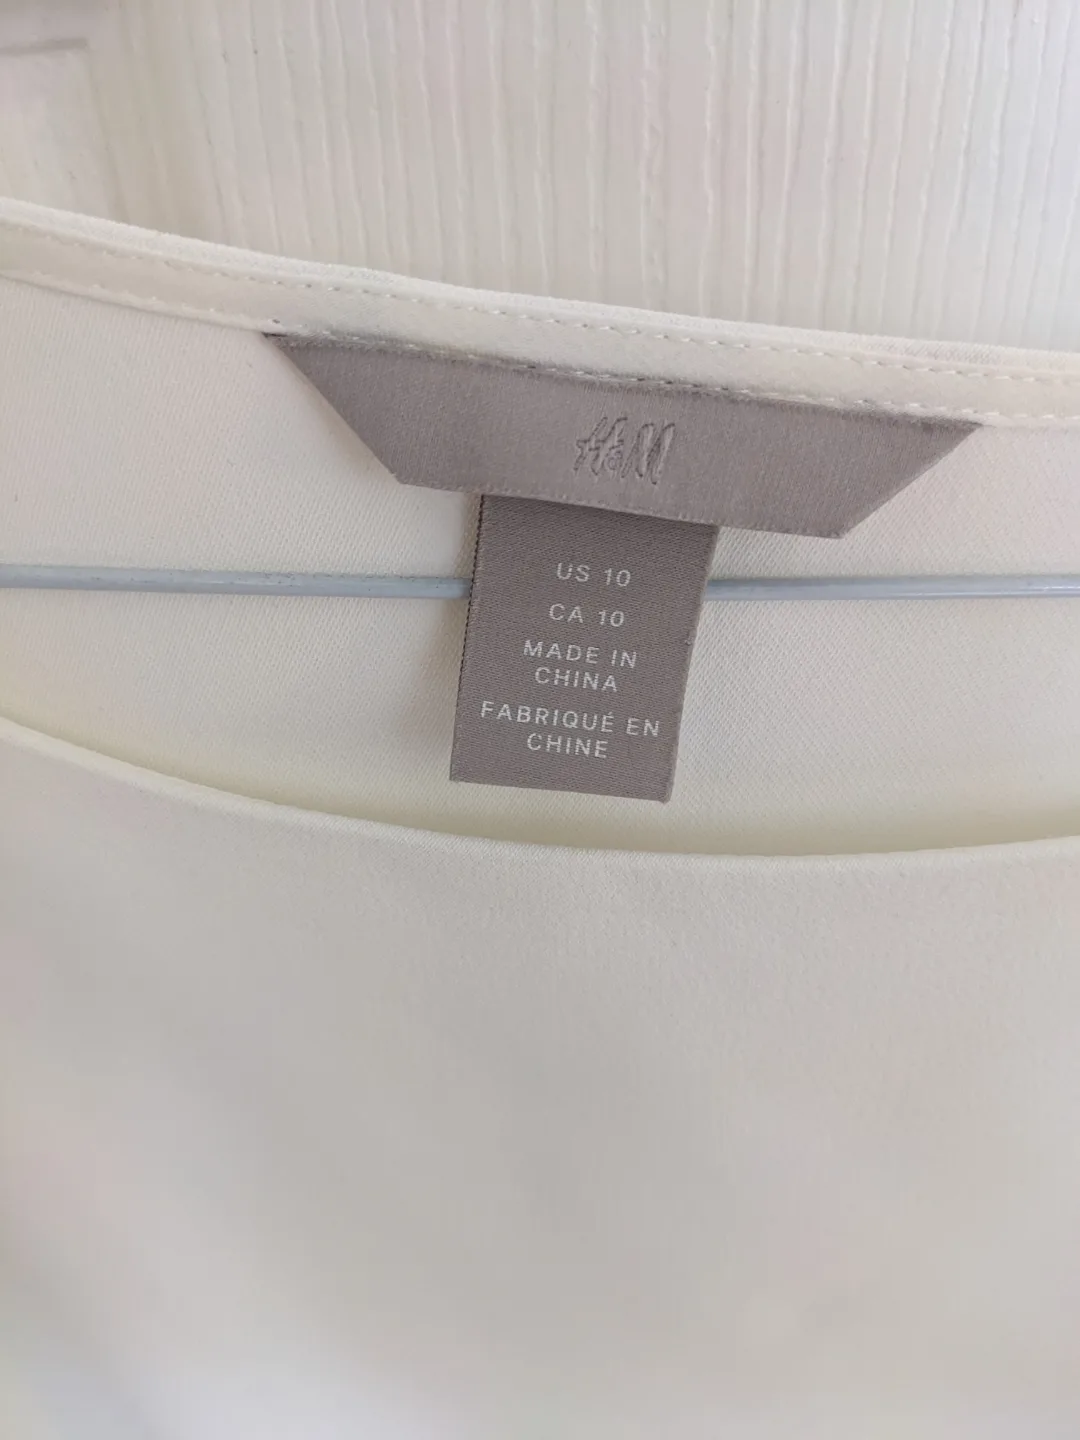 H&M
US 10
CA 10
MADE IN
CHINA
FABRIQUÉ EN
CHINE